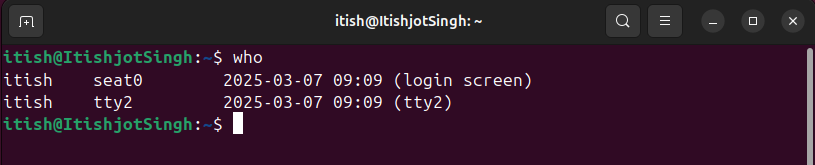 itish@ItishjotSingh: ~
itish@ItishjotSingh:~$ who
itish    seat0        2025-03-07 09:09 (login screen)
itish    tty2         2025-03-07 09:09 (tty2)
itish@ItishjotSingh:~$